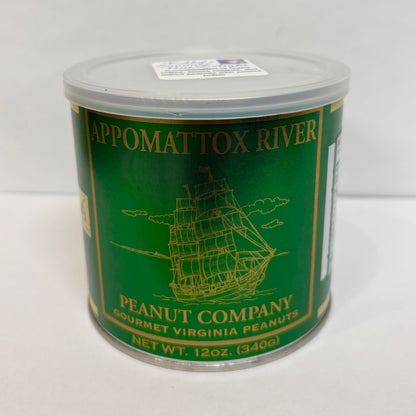 APPOMATTOX RIVER
PEANUT COMPANY
GOURMET VIRGINIA PEANUTS
NET WT. 12oz. (340G)